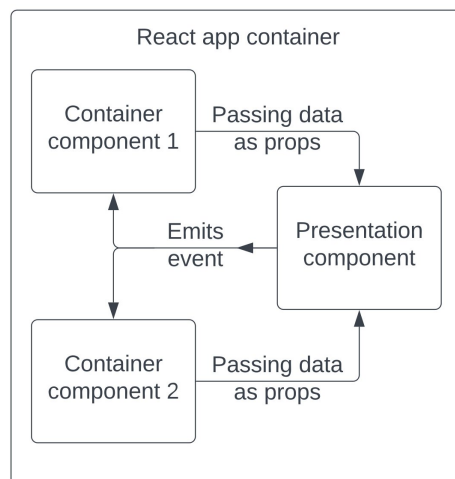 React app container
Container
component 1
Passing data
as props
Emits
event
Presentation
component
Container
component 2
Passing data
as props